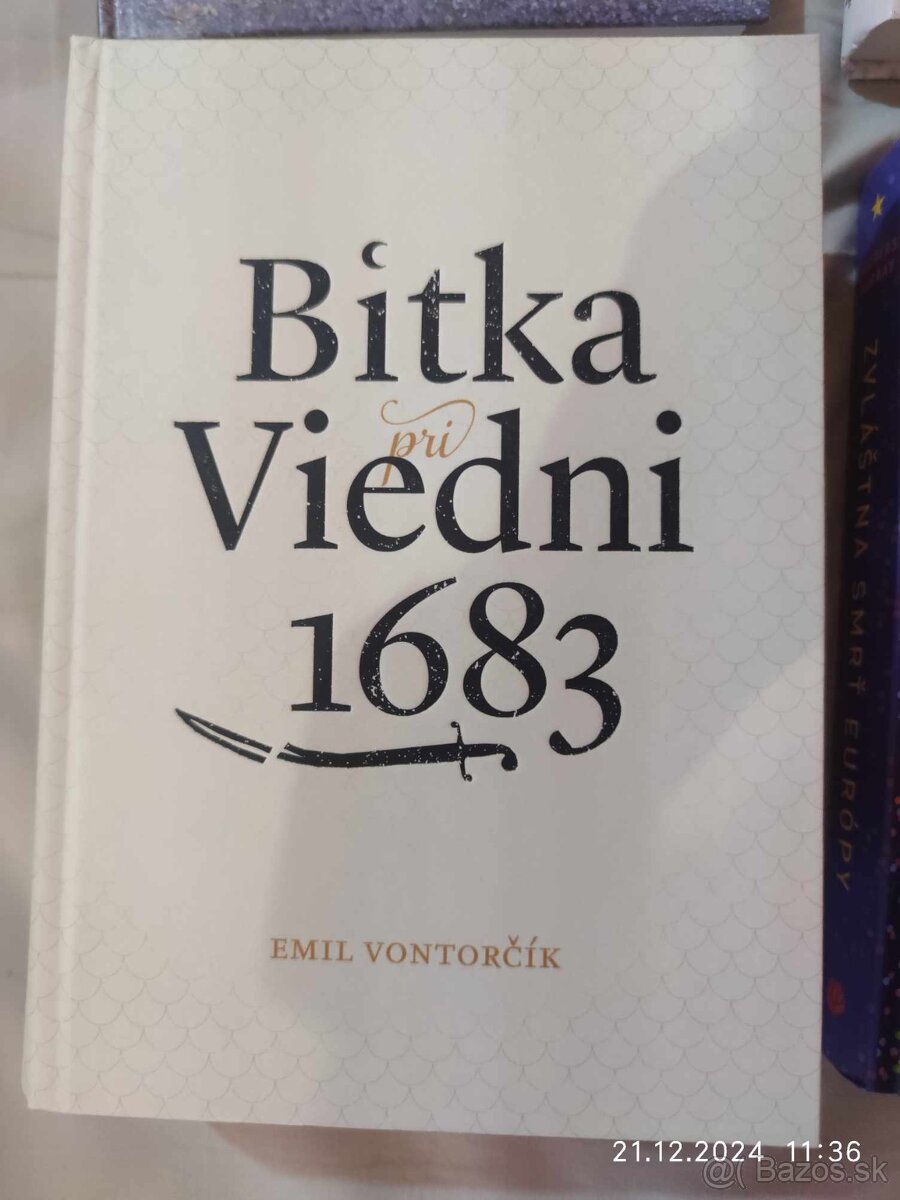 Bitka
pri
Viedni
1683
EMIL VONTORČÍK
ZVLÁŠTNA SMRŤ EURÓPY
21.12.2024 11:36
@( Bazos.sk